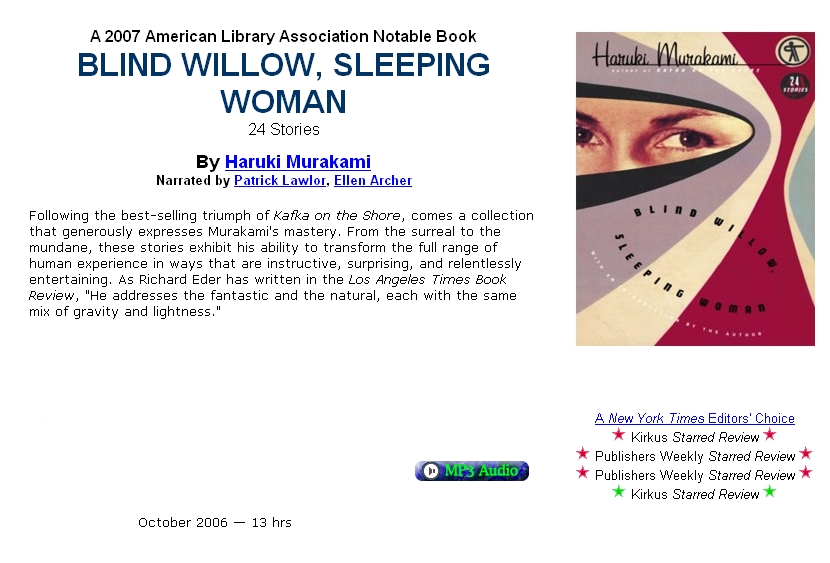 A 2007 American Library Association Notable Book
BLIND WILLOW, SLEEPING
WOMAN
24 Stories
By Haruki Murakami
Narrated by Patrick Lawlor, Ellen Archer
Following the best-selling triumph of Kafka on the Shore, comes a collection
that generously expresses Murakami's mastery. From the surreal to the
mundane, these stories exhibit his ability to transform the full range of
human experience in ways that are instructive, surprising, and relentlessly
entertaining. As Richard Eder has written in the Los Angeles Times Book
Review, "He addresses the fantastic and the natural, each with the same
mix of gravity and lightness."
MP3 Audio
October 2006 — 13 hrs
Haruki Murakami
AUTHOR OF KAFKA ON THE SHORE
24
STORIES
BLIND WILLOW,
SLEEPING WOMAN
WITH AN INTRODUCTION BY THE AUTHOR
A New York Times Editors' Choice
Kirkus Starred Review
Publishers Weekly Starred Review
Publishers Weekly Starred Review
Kirkus Starred Review